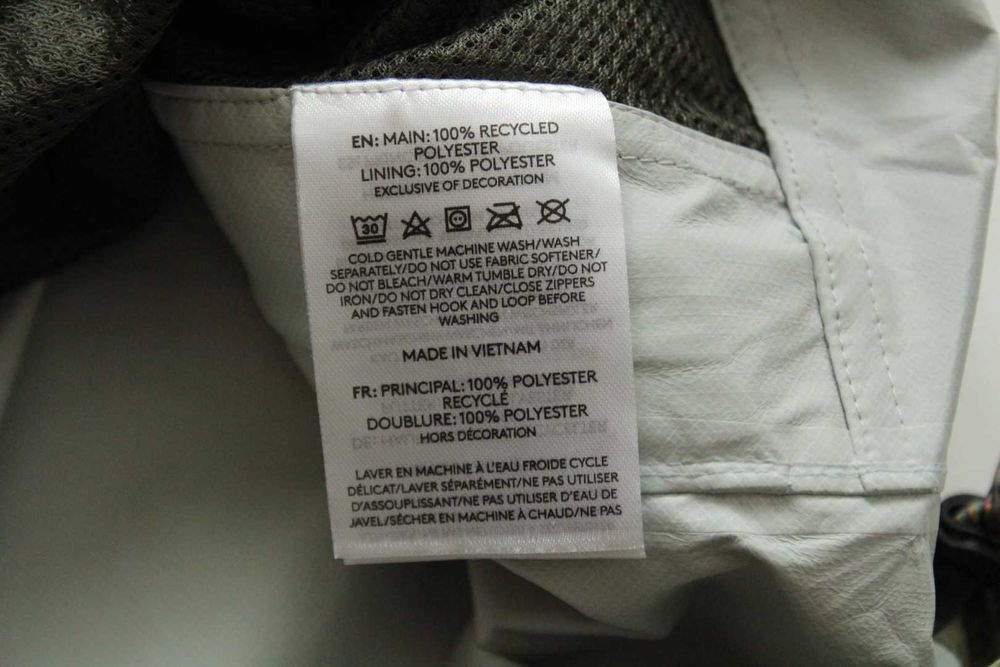 EN: MAIN: 100% RECYCLED
POLYESTER
LINING: 100% POLYESTER
EXCLUSIVE OF DECORATION
30
COLD GENTLE MACHINE WASH/WASH
SEPARATELY/DO NOT USE FABRIC SOFTENER/
DO NOT BLEACH/WARM TUMBLE DRY/DO NOT
IRON/DO NOT DRY CLEAN/CLOSE ZIPPERS
AND FASTEN HOOK AND LOOP BEFORE
WASHING
MADE IN VIETNAM
FR: PRINCIPAL: 100% POLYESTER
RECYCLÉ
DOUBLURE: 100% POLYESTER
HORS DÉCORATION
LAVER EN MACHINE À L'EAU FROIDE CYCLE
DÉLICAT/LAVER SÉPARÉMENT/NE PAS UTILISER
D'ASSOUPLISSANT/NE PAS UTILISER D'EAU DE
JAVEL/SÉCHER EN MACHINE À CHAUD/NE PAS